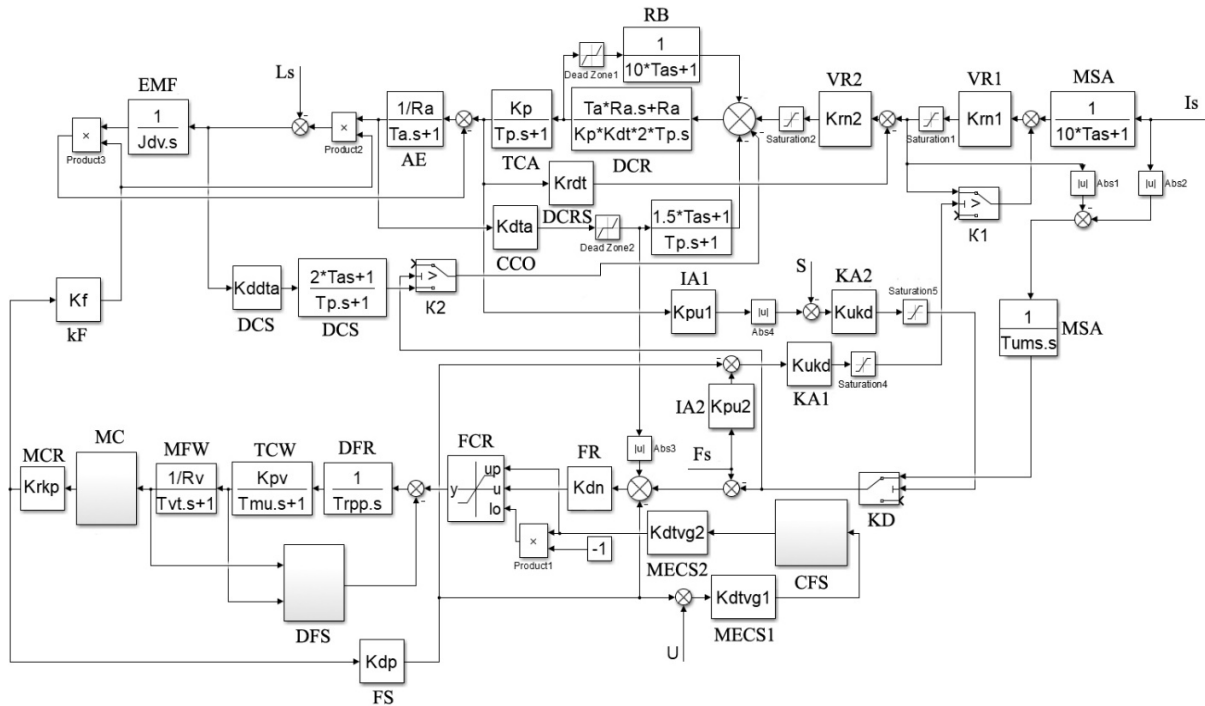 RB
1
10*Tas+1
Dead Zone1
Ls
EMF
1
Jdv.s
×
Product3
×
Product2
1/Ra
Ta.s+1
AE
Kp
Tp.s+1
TCA
Ta*Ra.s+Ra
Kp*Kdt*2*Tp.s
DCR
Saturation2
VR2
Krn2
Saturation1
VR1
Krn1
MSA
1
10*Tas+1
Is
Krdt
DCRS
|u|
Abs1
|u|
Abs2
>
K1
Kdta
CCO
Dead Zone2
1.5*Tas+1
Tp.s+1
Kf
kF
Kddta
DCS
2*Tas+1
Tp.s+1
DCS
>
K2
IA1
Kpu1
|u|
Abs4
S
KA2
Kukd
Saturation5
1
Tums.s
MSA
Kukd
KA1
Saturation4
IA2
Kpu2
MCR
Krkp
MC
MFW
1/Rv
Tvt.s+1
TCW
Kpv
Tmu.s+1
DFR
1
Trpp.s
FCR
up
u
lo
y
FR
Kdn
|u|
Abs3
Fs
KD
×
Product1
-1
Kdtvg2
MECS2
CFS
Kdtvg1
MECS1
U
DFS
Kdp
FS